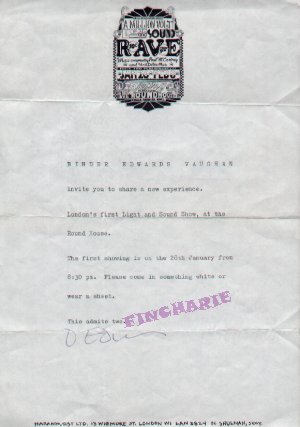 A MILLION VOLT
SOUND
RAVE
BINDER EDWARDS VAUGHAN
invite you to share a new experience.
London's first Light and Sound Show, at the
Round House.
The first showing is on the 28th January from
8:30 pm. Please come in something white or
wear a sheet.
This admits two.
FINCHARIE
LTD. 13 WIGMORE ST. LONDON W1 LAN 2824